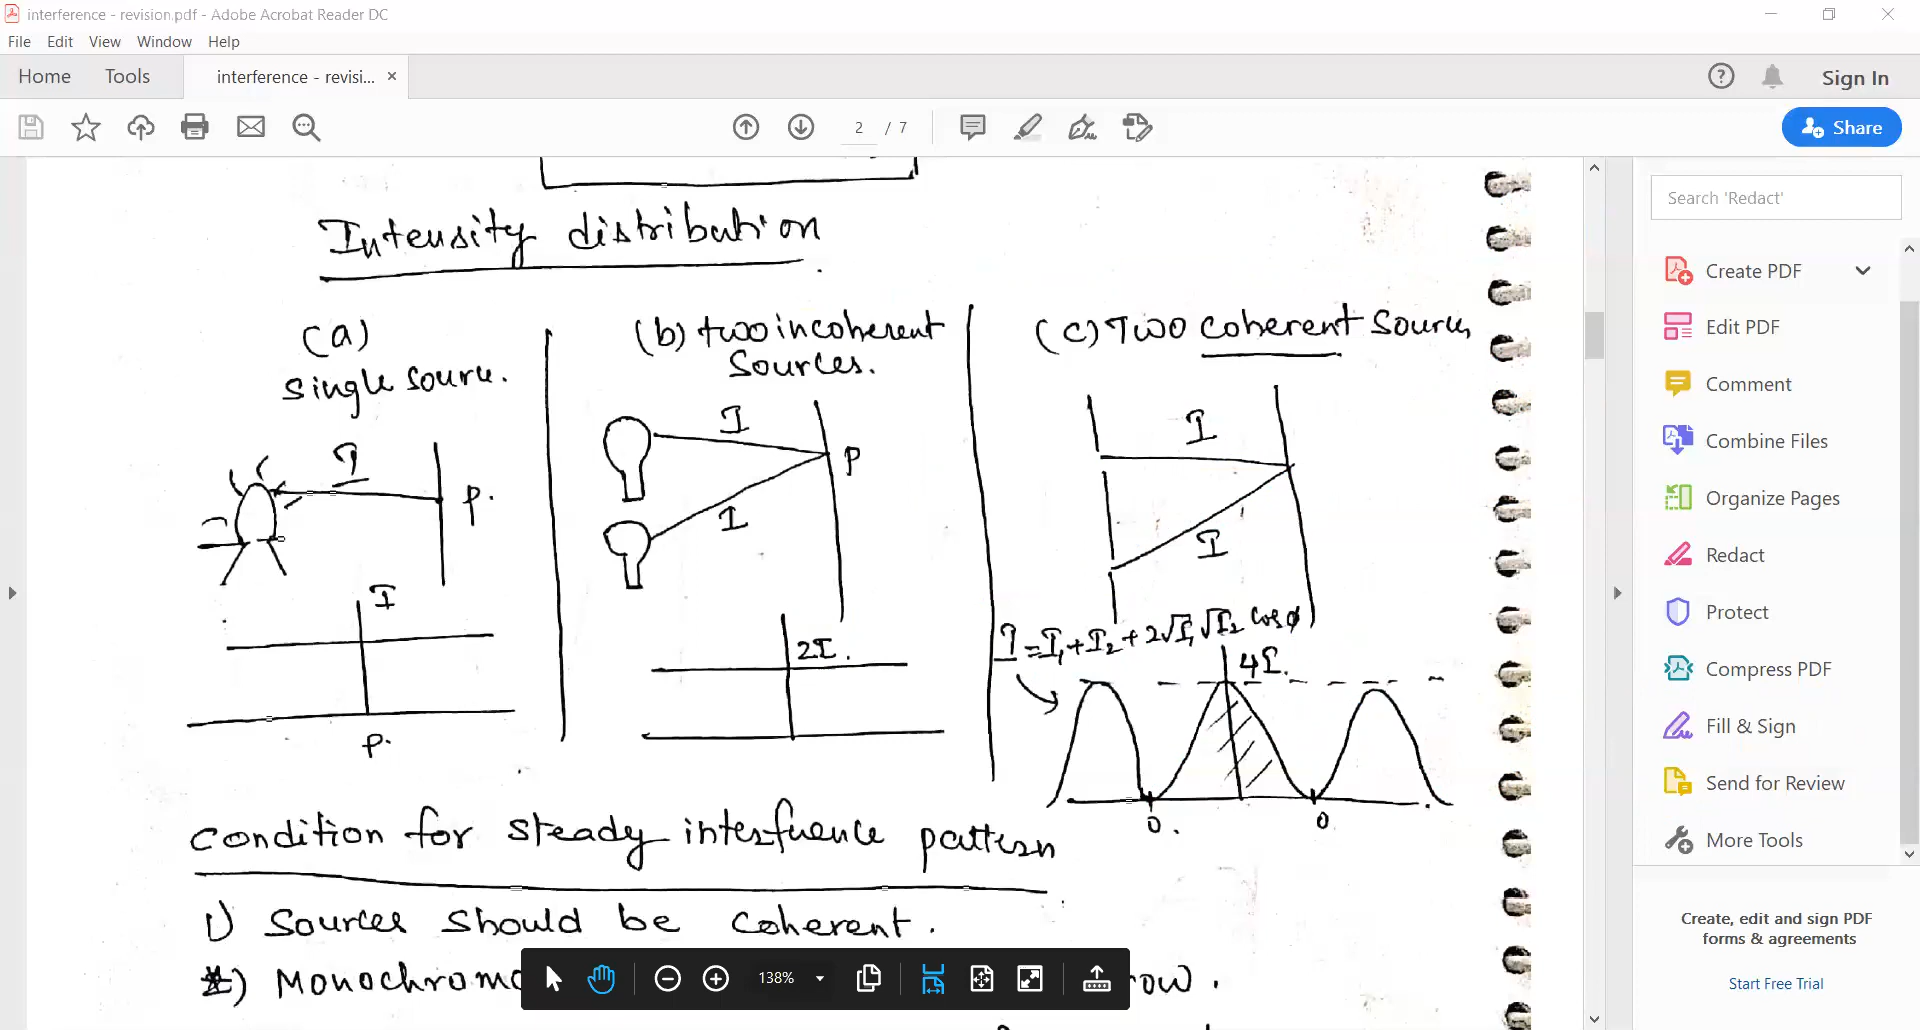 interference - revision.pdf - Adobe Acrobat Reader DC
File Edit View Window Help
Home Tools interference - revisi... ×
Sign In
2 / 7
Share
Intensity distribution
(a)
Single source.
I
P.
I
P.
(b) two incoherent
Sources.
I
P
I
2I.
(c) Two coherent Sources
I
I
I = I₁ + I₂ + 2√I₁ √I₂ cos φ
4I.
0.
0
Condition for steady interference pattern
1) Sources should be coherent.
138%
Search 'Redact'
Create PDF
Edit PDF
Comment
Combine Files
Organize Pages
Redact
Protect
Compress PDF
Fill & Sign
Send for Review
More Tools
Create, edit and sign PDF
forms & agreements
Start Free Trial